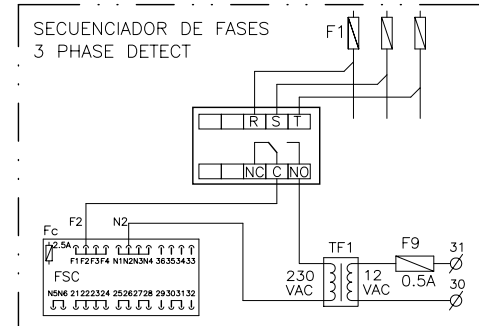 SECUENCIADOR DE FASES
3 PHASE DETECT
F1
R S T
NC C NO
F2 N2
Fc
2.5A
F1F2F3F4 N1N2N3N4 36353433
FSC
N5N6 21222324 25262728 29303132
TF1
230
VAC
12
VAC
F9
0.5A
31
30